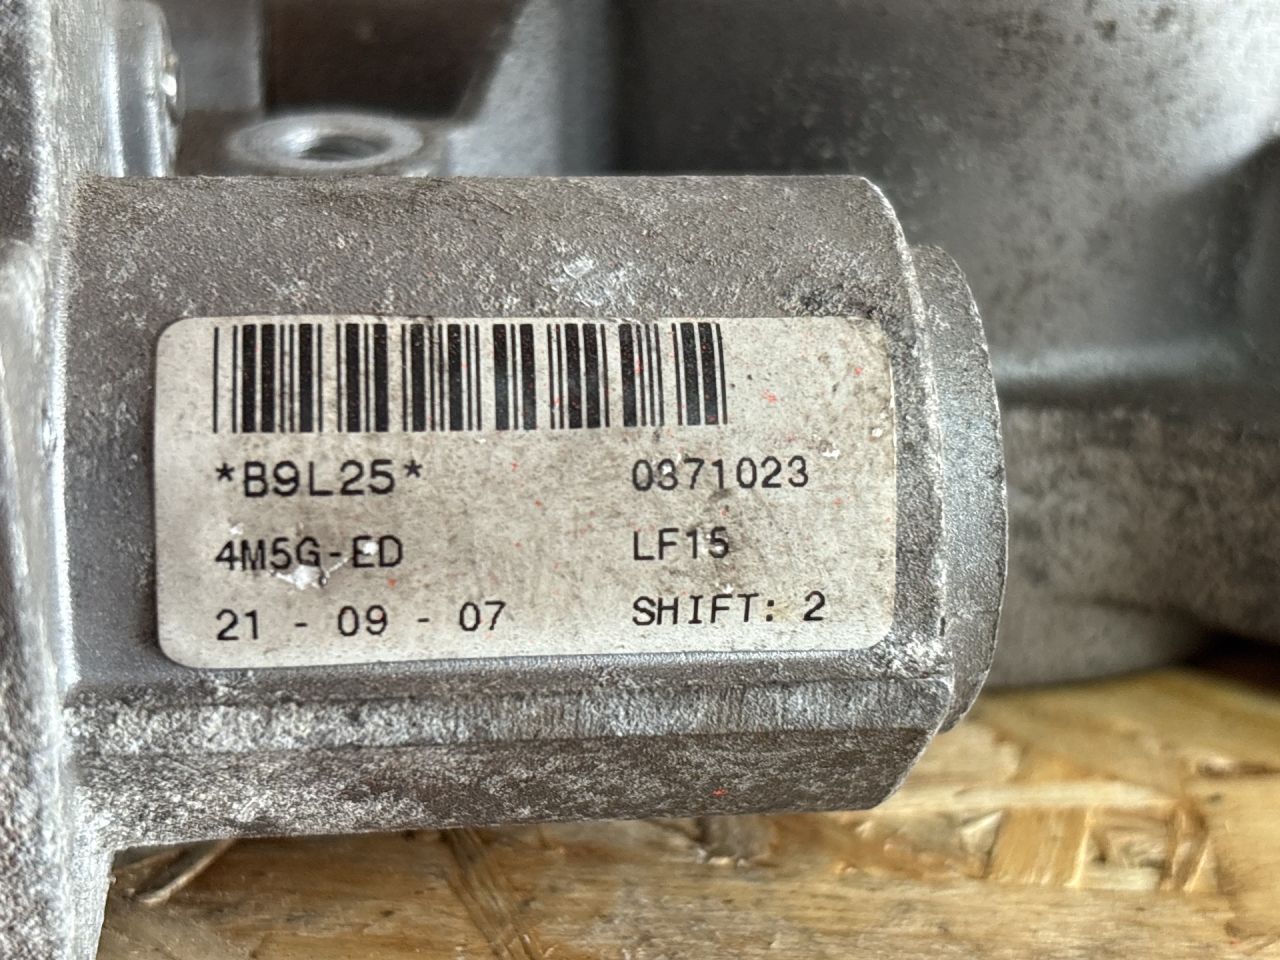 *B9L25* 0371023
4M5G-ED LF15
21 - 09 - 07 SHIFT: 2